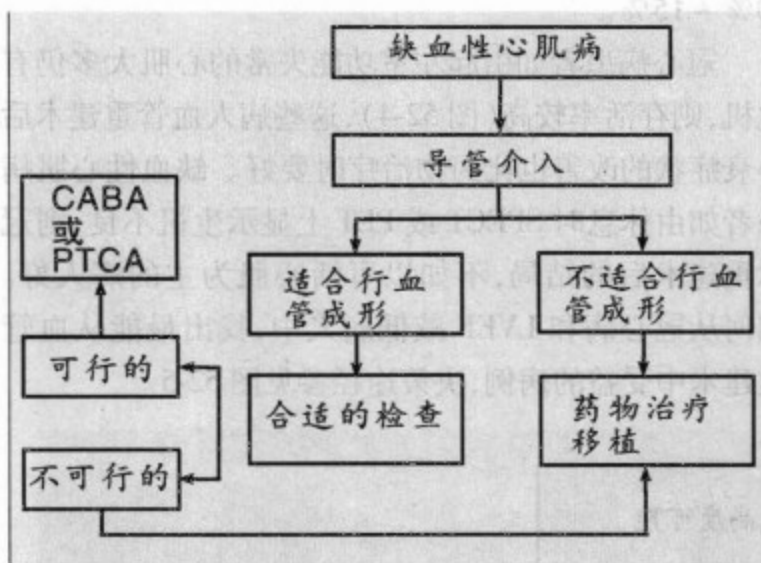 缺血性心肌病
导管介入
CABA
或
PTCA
适合行血
管成形
不适合行血
管成形
可行的
合适的检查
药物治疗
移植
不可行的